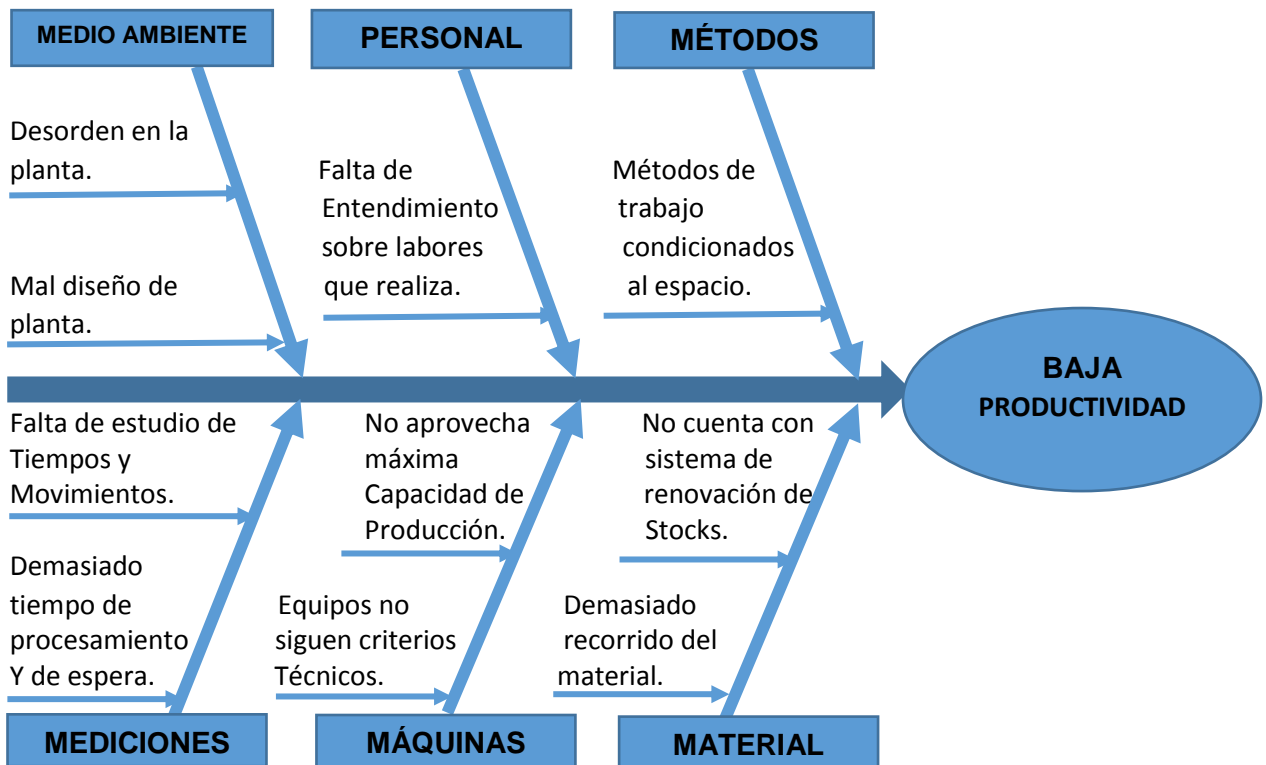 MEDIO AMBIENTE
PERSONAL
MÉTODOS
Desorden en la
planta.
Mal diseño de
planta.
Falta de
Entendimiento
sobre labores
que realiza.
Métodos de
trabajo
condicionados
al espacio.
BAJA
PRODUCTIVIDAD
Falta de estudio de
Tiempos y
Movimientos.
Demasiado
tiempo de
procesamiento
Y de espera.
No aprovecha
máxima
Capacidad de
Producción.
Equipos no
siguen criterios
Técnicos.
No cuenta con
sistema de
renovación de
Stocks.
Demasiado
recorrido del
material.
MEDICIONES
MÁQUINAS
MATERIAL